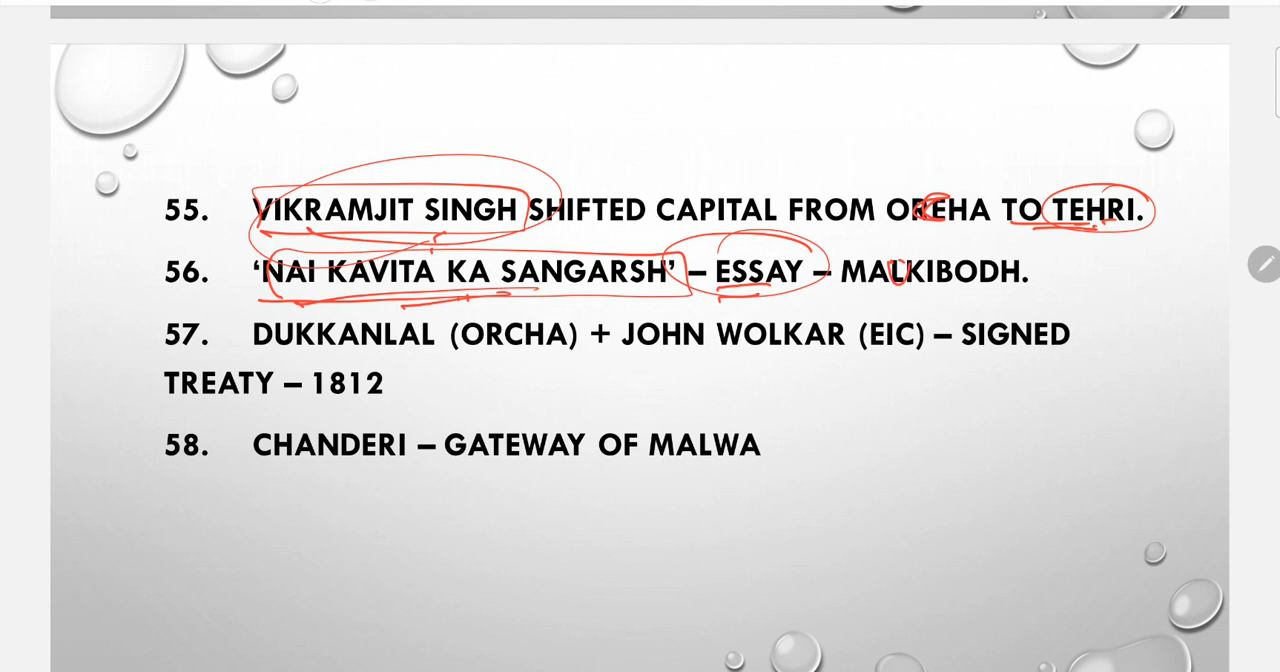 55. VIKRAMJIT SINGH SHIFTED CAPITAL FROM TO TEHRI.
56. ‘NAI KAVITA KA SANGARSH’ – ESSAY – MALKIBODH.
57. DUKKANLAL (ORCHA) + JOHN WOLKAR (EIC) – SIGNED
TREATY – 1812
58. CHANDERI – GATEWAY OF MALWA